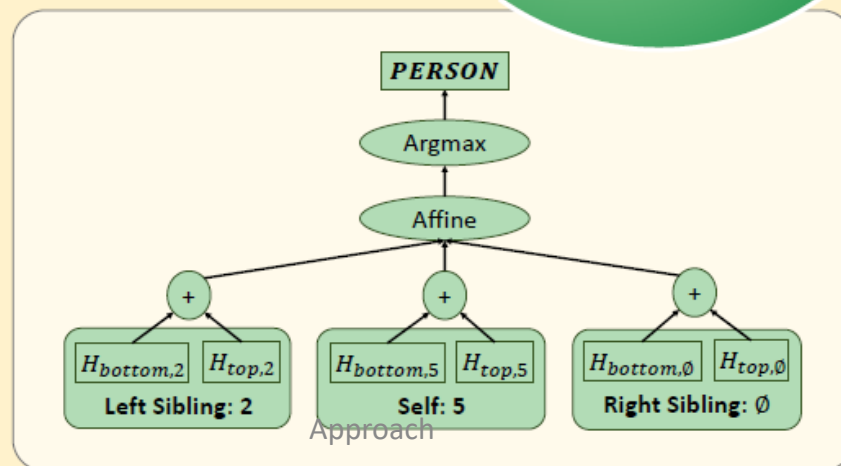 PERSON
Argmax
Affine
+ + +
H_bottom,2 H_top,2 H_bottom,5 H_top,5 H_bottom,∅ H_top,∅
Left Sibling: 2 Self: 5 Right Sibling: ∅
Approach